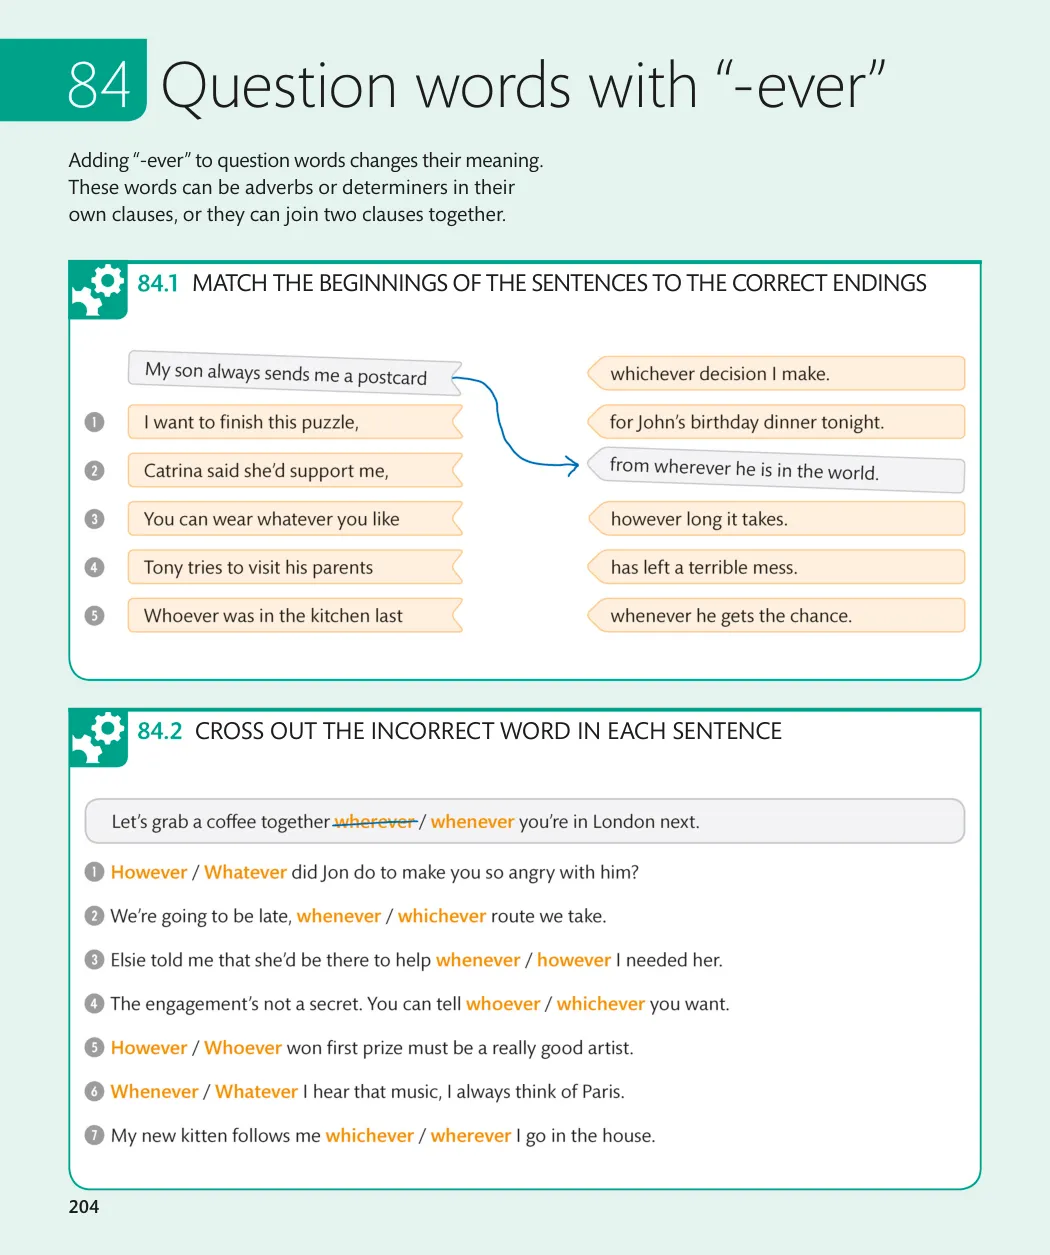 84 Question words with “-ever”
Adding “-ever” to question words changes their meaning.
These words can be adverbs or determiners in their
own clauses, or they can join two clauses together.
84.1 MATCH THE BEGINNINGS OF THE SENTENCES TO THE CORRECT ENDINGS
My son always sends me a postcard
whichever decision I make.
1 I want to finish this puzzle,
for John’s birthday dinner tonight.
2 Catrina said she’d support me,
from wherever he is in the world.
3 You can wear whatever you like
however long it takes.
4 Tony tries to visit his parents
has left a terrible mess.
5 Whoever was in the kitchen last
whenever he gets the chance.
84.2 CROSS OUT THE INCORRECT WORD IN EACH SENTENCE
Let’s grab a coffee together wherever / whenever you’re in London next.
1 However / Whatever did Jon do to make you so angry with him?
2 We’re going to be late, whenever / whichever route we take.
3 Elsie told me that she’d be there to help whenever / however I needed her.
4 The engagement’s not a secret. You can tell whoever / whichever you want.
5 However / Whoever won first prize must be a really good artist.
6 Whenever / Whatever I hear that music, I always think of Paris.
7 My new kitten follows me whichever / wherever I go in the house.
204